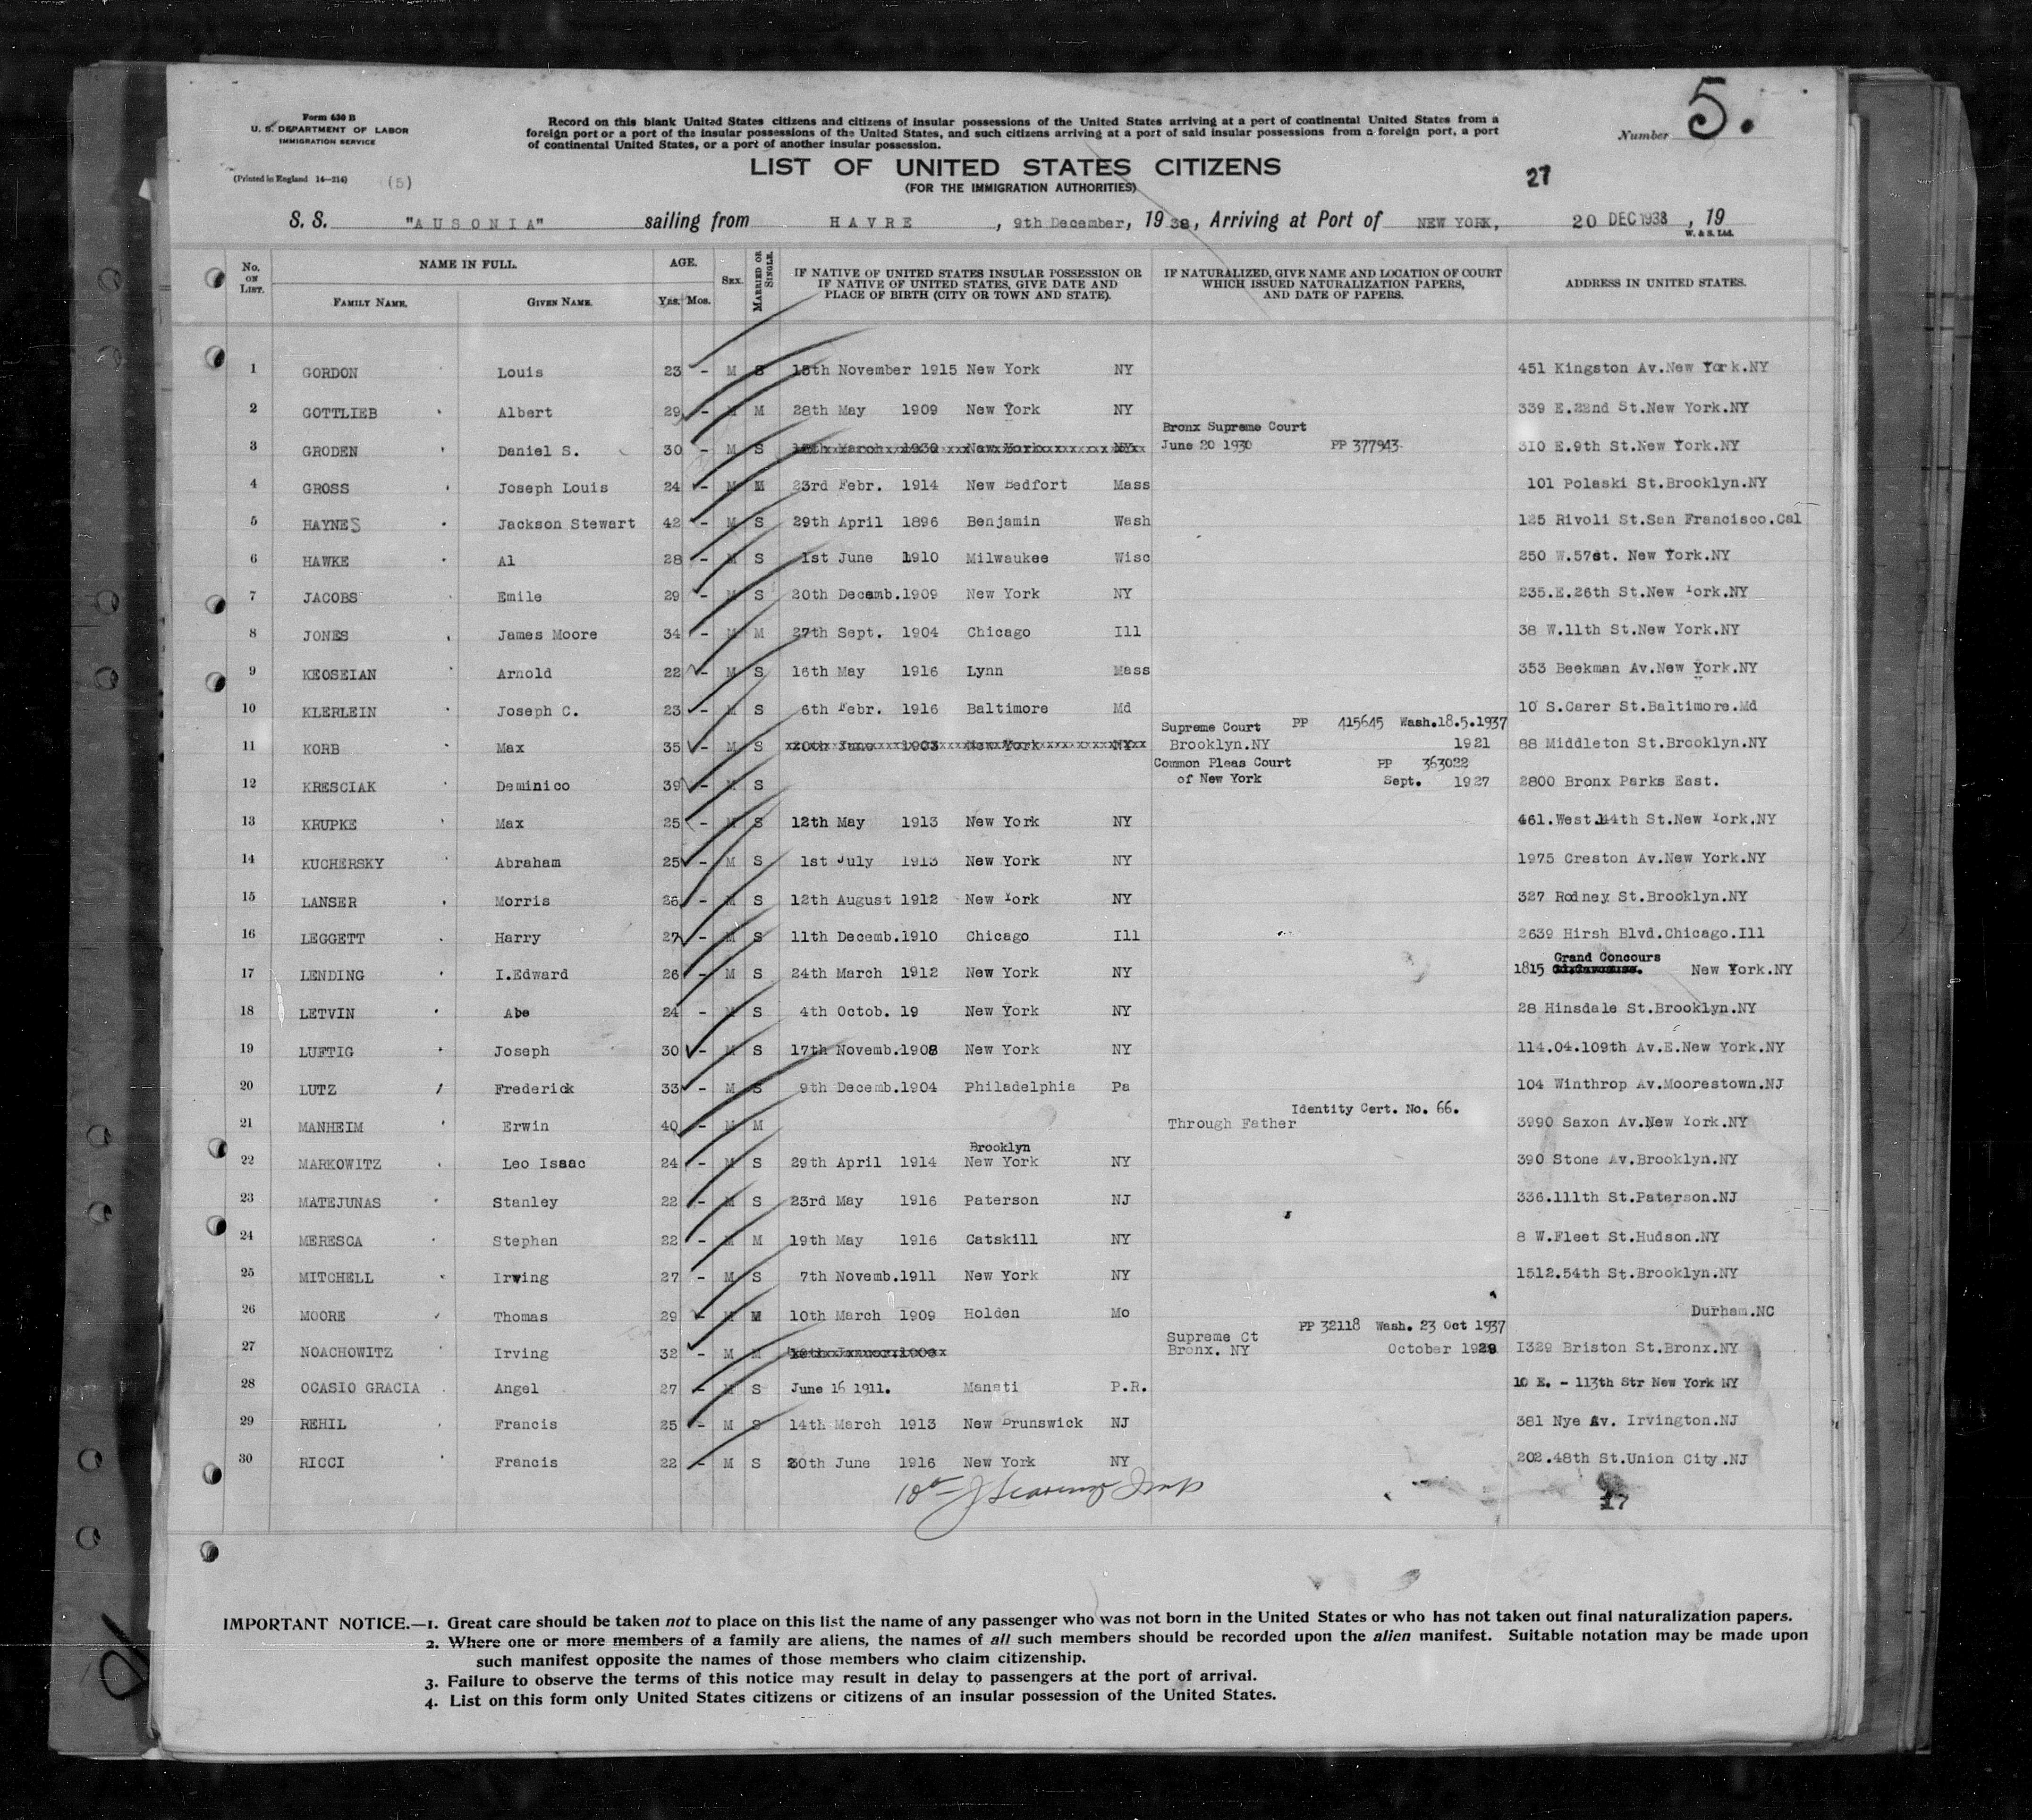 Form 630 B
U. S. DEPARTMENT OF LABOR
IMMIGRATION SERVICE
(Printed in England 14—214) (5)
Record on this blank United States citizens and citizens of insular possessions of the United States arriving at a port of continental United States from a
foreign port or a port of the insular possessions of the United States, and such citizens arriving at a port of said insular possessions from a foreign port, a port
of continental United States, or a port of another insular possession.
Number 5.
LIST OF UNITED STATES CITIZENS
(FOR THE IMMIGRATION AUTHORITIES)
27
S. S. "AUSONIA" sailing from HAVRE, 9th December, 1938, Arriving at Port of NEW YORK, 20 DEC 1938, 19
W. & S. Ltd.
No. ON LIST. NAME IN FULL. FAMILY NAME. GIVEN NAME. AGE. Yrs. Mos. SEX. MARRIED OR SINGLE. IF NATIVE OF UNITED STATES INSULAR POSSESSION OR IF NATIVE OF UNITED STATES, GIVE DATE AND PLACE OF BIRTH (CITY OR TOWN AND STATE). IF NATURALIZED, GIVE NAME AND LOCATION OF COURT WHICH ISSUED NATURALIZATION PAPERS, AND DATE OF PAPERS. ADDRESS IN UNITED STATES.
1 GORDON Louis 23 - M S 15th November 1915 New York NY 451 Kingston Av.New York.NY
2 GOTTLIEB Albert 29 - M M 28th May 1909 New York NY 339 E.22nd St.New York.NY
Bronx Supreme Court
3 GRODEN Daniel S. 30 - M S June 20 1930 PP 377943 310 E.9th St.New York.NY
4 GROSS Joseph Louis 24 - M M 23rd Febr. 1914 New Bedfort Mass 101 Polaski St.Brooklyn.NY
5 HAYNES Jackson Stewart 42 - M S 29th April 1896 Benjamin Wash 125 Rivoli St.San Francisco.Cal
6 HAWKE Al 28 - M S 1st June 1910 Milwaukee Wisc 250 W.57st. New York.NY
7 JACOBS Emile 29 - M S 20th Decemb.1909 New York NY 235.E.26th St.New York.NY
8 JONES James Moore 34 - M M 27th Sept. 1904 Chicago Ill 38 W.11th St.New York.NY
9 KEOSEIAN Arnold 22 - M S 16th May 1916 Lynn Mass 353 Beekman Av.New York.NY
10 KLERLEIN Joseph C. 23 - M S 6th Febr. 1916 Baltimore Md 10 S.Carer St.Baltimore.Md
Supreme Court PP 415645 Wash.18.5.1937
11 KORB Max 35 - M S 20th June 1903 New York NY Brooklyn.NY 1921 88 Middleton St.Brooklyn.NY
Common Pleas Court PP 363022
12 KRESCIAK Deminico 39 - M S of New York Sept. 1927 2800 Bronx Parks East.
13 KRUPKE Max 25 - M S 12th May 1913 New York NY 461.West.144th St.New York.NY
14 KUCHERSKY Abraham 25 - M S 1st July 1913 New York NY 1975 Creston Av.New York.NY
15 LANSER Morris 26 - M S 12th August 1912 New York NY 327 Rodney St.Brooklyn.NY
16 LEGGETT Harry 27 - M S 11th Decemb.1910 Chicago Ill 2639 Hirsh Blvd.Chicago.Ill
Grand Concours
17 LENDING I.Edward 26 - M S 24th March 1912 New York NY 1815 New York.NY
18 LETVIN Abe 24 - M S 4th Octob. 19 New York NY 28 Hinsdale St.Brooklyn.NY
19 LUFTIG Joseph 30 - M S 17th Novemb.1908 New York NY 114.04.109th Av.E.New York.NY
20 LUTZ Frederick 33 - M S 9th Decemb.1904 Philadelphia Pa 104 Winthrop Av.Moorestown.NJ
Identity Cert. No. 66.
21 MANHEIM Erwin 40 - M M Through Father 3990 Saxon Av.New York.NY
Brooklyn
22 MARKOWITZ Leo Isaac 24 - M S 29th April 1914 New York NY 390 Stone Av.Brooklyn.NY
23 MATEJUNAS Stanley 22 - M S 23rd May 1916 Paterson NJ 336.111th St.Paterson.NJ
24 MERESCA Stephen 22 - M M 19th May 1916 Catskill NY 8 W.Fleet St.Hudson.NY
25 MITCHELL Irving 27 - M S 7th Novemb.1911 New York NY 1512.54th St.Brooklyn.NY
26 MOORE Thomas 29 - M M 10th March 1909 Holden Mo Durham.NC
PP 32118 Wash. 23 Oct 1937
Supreme Ct
27 NOACHOWITZ Irving 32 - M M Bronx. NY October 1929 1329 Briston St.Bronx.NY
28 OCASIO GRACIA Angel 27 - M S June 16 1911. Manati P.R. 10 E. - 113th Str New York NY
29 REHIL Francis 25 - M S 14th March 1913 New Brunswick NJ 381 Nye Av. Irvington.NJ
30 RICCI Francis 22 - M S 20th June 1916 New York NY 202.48th St.Union City.NJ
17
IMPORTANT NOTICE.—1. Great care should be taken not to place on this list the name of any passenger who was not born in the United States or who has not taken out final naturalization papers.
2. Where one or more members of a family are aliens, the names of all such members should be recorded upon the alien manifest. Suitable notation may be made upon
such manifest opposite the names of those members who claim citizenship.
3. Failure to observe the terms of this notice may result in delay to passengers at the port of arrival.
4. List on this form only United States citizens or citizens of an insular possession of the United States.